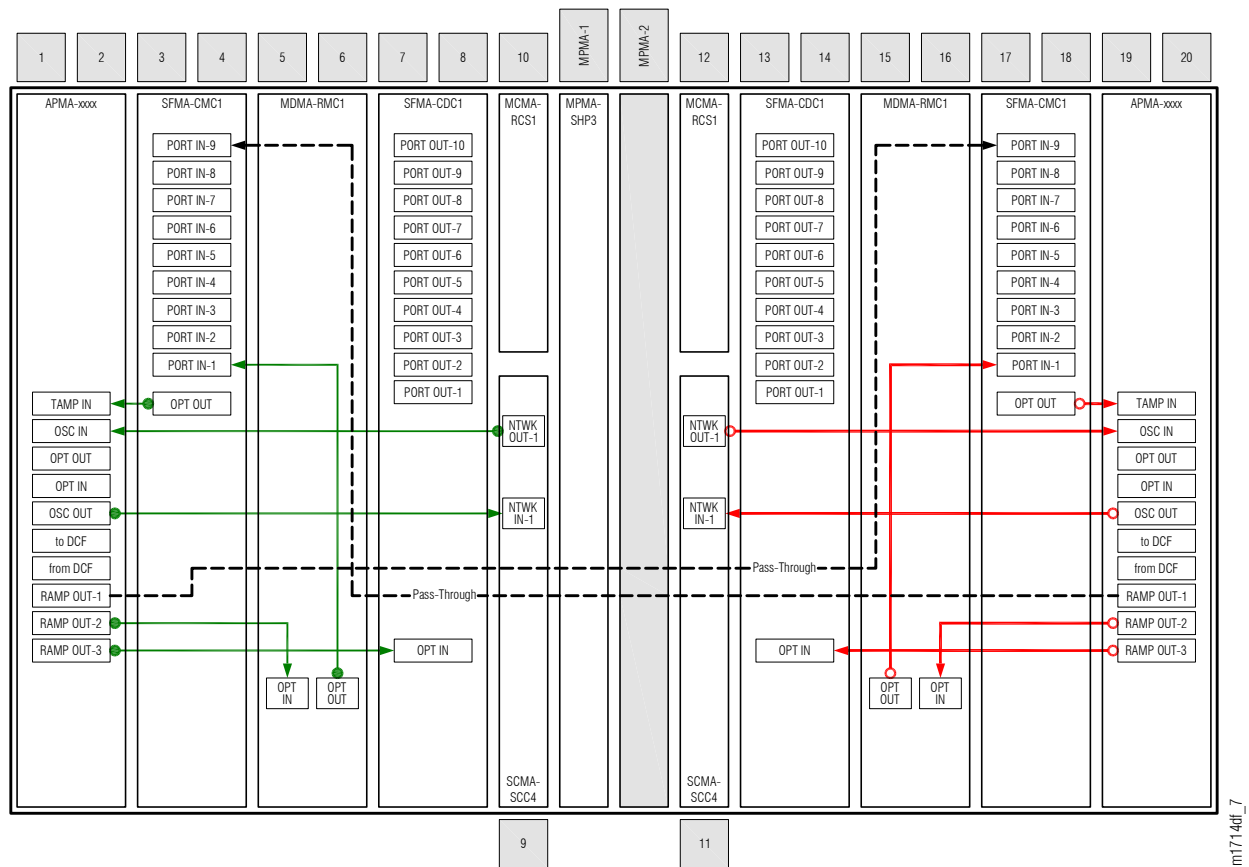 1 2 3 4 5 6 7 8 10 MPMA-1 MPMA-2 12 13 14 15 16 17 18 19 20
APMA-xxxx SFMA-CMC1 MDMA-RMC1 SFMA-CDC1 MCMA- MPMA- MCMA- SFMA-CDC1 MDMA-RMC1 SFMA-CMC1 APMA-xxxx
RCS1 SHP3 RCS1
PORT IN-9 PORT OUT-10 PORT OUT-10 PORT IN-9
PORT IN-8 PORT OUT-9 PORT OUT-9 PORT IN-8
PORT IN-7 PORT OUT-8 PORT OUT-8 PORT IN-7
PORT IN-6 PORT OUT-7 PORT OUT-7 PORT IN-6
PORT IN-5 PORT OUT-6 PORT OUT-6 PORT IN-5
PORT IN-4 PORT OUT-5 PORT OUT-5 PORT IN-4
PORT IN-3 PORT OUT-4 PORT OUT-4 PORT IN-3
PORT IN-2 PORT OUT-3 PORT OUT-3 PORT IN-2
PORT IN-1 PORT OUT-2 PORT OUT-2 PORT IN-1
PORT OUT-1 PORT OUT-1
TAMP IN OPT OUT OPT OUT TAMP IN
OSC IN NTWK NTWK OSC IN
OUT-1 OUT-1
OPT OUT OPT OUT
OPT IN OPT IN
OSC OUT NTWK NTWK OSC OUT
IN-1 IN-1
to DCF to DCF
from DCF Pass-Through from DCF
RAMP OUT-1 Pass-Through RAMP OUT-1
RAMP OUT-2 RAMP OUT-2
RAMP OUT-3 OPT IN OPT IN RAMP OUT-3
OPT OPT OPT OPT
IN OUT OUT IN
SCMA- SCMA-
SCC4 SCC4
9 11
m1714df_7